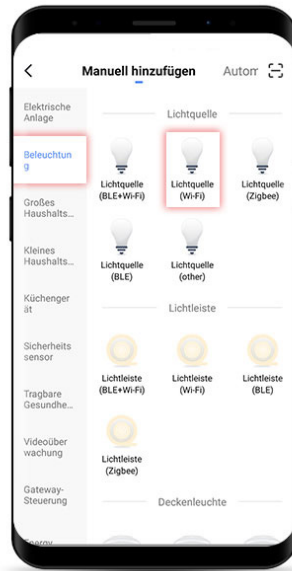 Manuell hinzufügen
Autom
Elektrische
Anlage
Beleuchtun
g
Großes
Haushalts...
Kleines
Haushalts...
Küchenger
ät
Sicherheits
sensor
Tragbare
Gesundhe...
Videoüber
wachung
Gateway-
Steuerung
Energy
Lichtquelle
Lichtquelle
(BLE+Wi-Fi)
Lichtquelle
(Wi-Fi)
Lichtquelle
(Zigbee)
Lichtquelle
(BLE)
Lichtquelle
(other)
Lichtleiste
Lichtleiste
(BLE+Wi-Fi)
Lichtleiste
(Wi-Fi)
Lichtleiste
(BLE)
Lichtleiste
(Zigbee)
Deckenleuchte